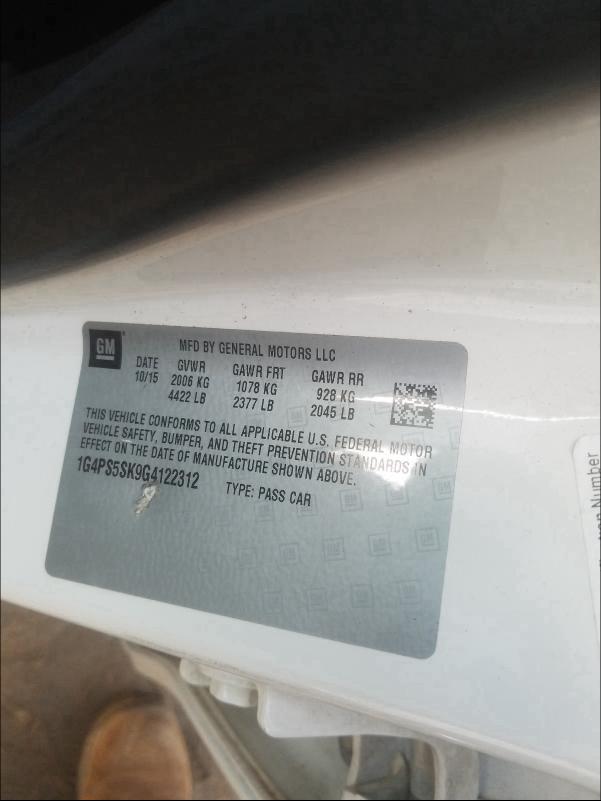 GM
MFD BY GENERAL MOTORS LLC
DATE GVWR GAWR FRT GAWR RR
10/15 2006 KG 1078 KG 928 KG
4422 LB 2377 LB 2045 LB
THIS VEHICLE CONFORMS TO ALL APPLICABLE U.S. FEDERAL MOTOR
VEHICLE SAFETY, BUMPER, AND THEFT PREVENTION STANDARDS IN
EFFECT ON THE DATE OF MANUFACTURE SHOWN ABOVE.
1G4PS5SK9G4122312 TYPE: PASS CAR
Number